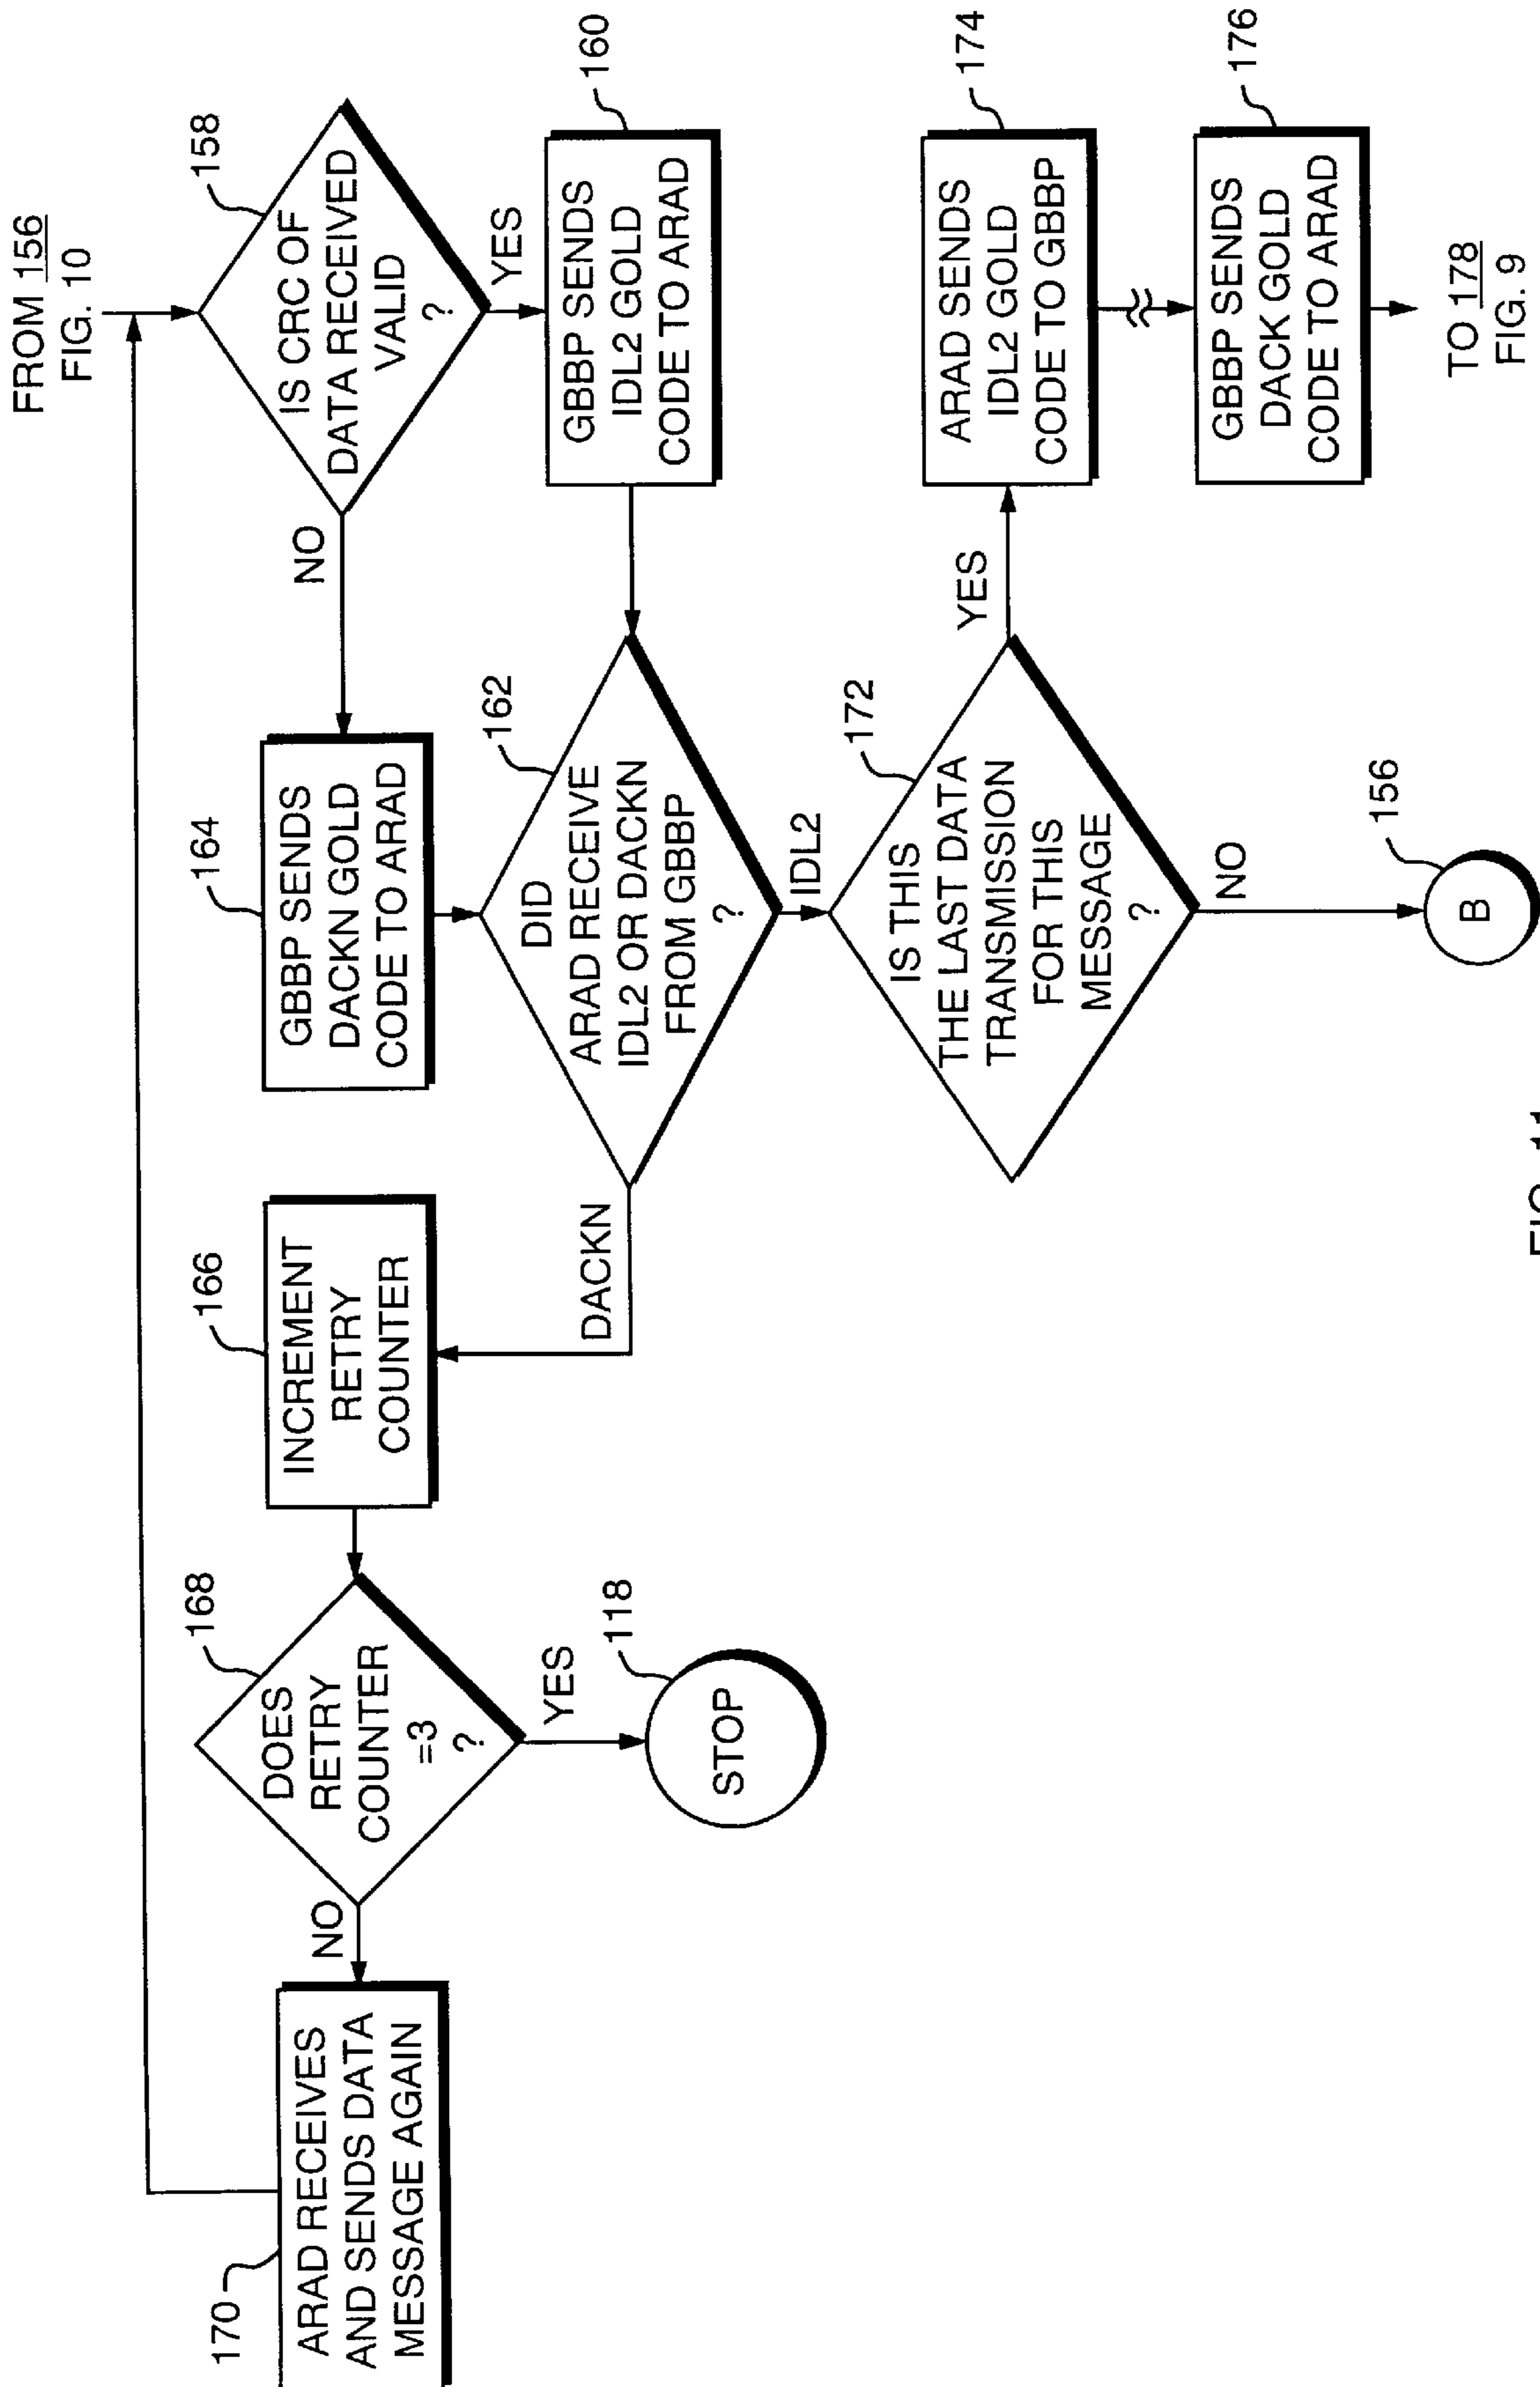 FROM 156
FIG. 10
158
IS CRC OF
DATA RECEIVED
VALID
?
NO
YES
164
GBBP SENDS
DACKN GOLD
CODE TO ARAD
160
GBBP SENDS
IDL2 GOLD
CODE TO ARAD
162
DID
ARAD RECEIVE
IDL2 OR DACKN
FROM GBBP
?
DACKN
IDL2
166
INCREMENT
RETRY
COUNTER
168
DOES
RETRY
COUNTER
=3
?
NO
YES
118
STOP
170
ARAD RECEIVES
AND SENDS DATA
MESSAGE AGAIN
172
IS THIS
THE LAST DATA
TRANSMISSION
FOR THIS
MESSAGE
?
YES
NO
156
B
174
ARAD SENDS
IDL2 GOLD
CODE TO GBBP
176
GBBP SENDS
DACK GOLD
CODE TO ARAD
TO 178
FIG. 9
FIG. 11